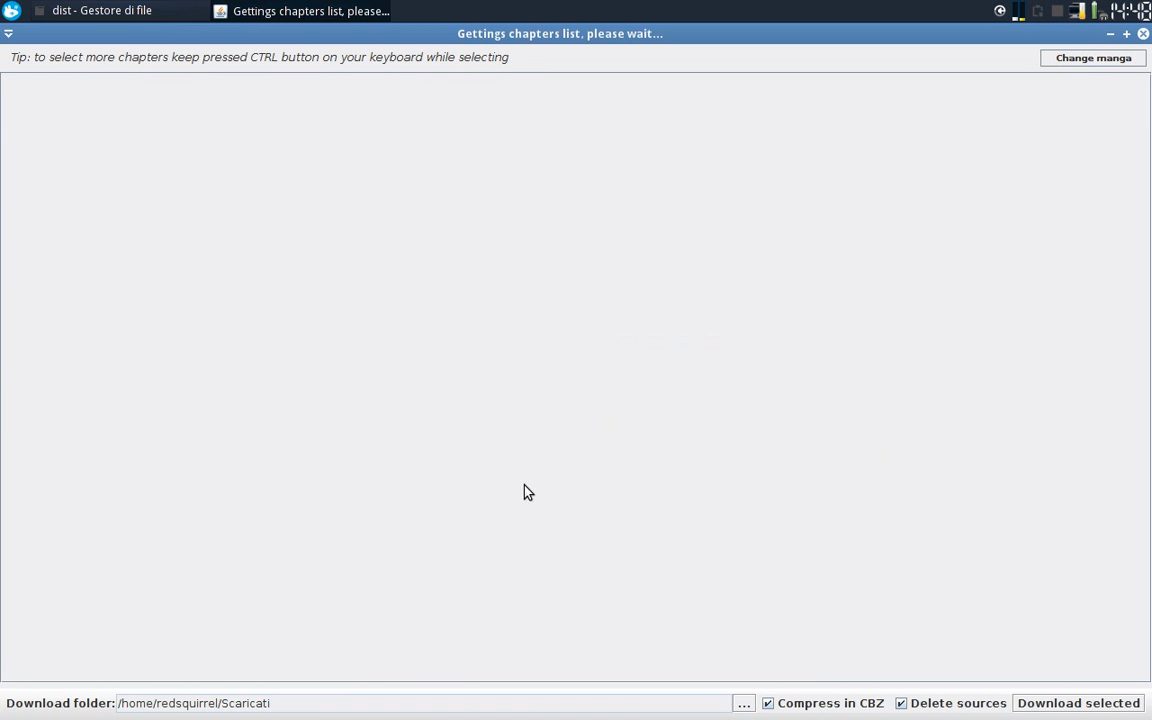 dist - Gestore di file
Gettings chapters list, please...
14:48
Gettings chapters list, please wait...
Tip: to select more chapters keep pressed CTRL button on your keyboard while selecting
Change manga
Download folder: /home/redsquirrel/Scaricati
...
Compress in CBZ
Delete sources
Download selected